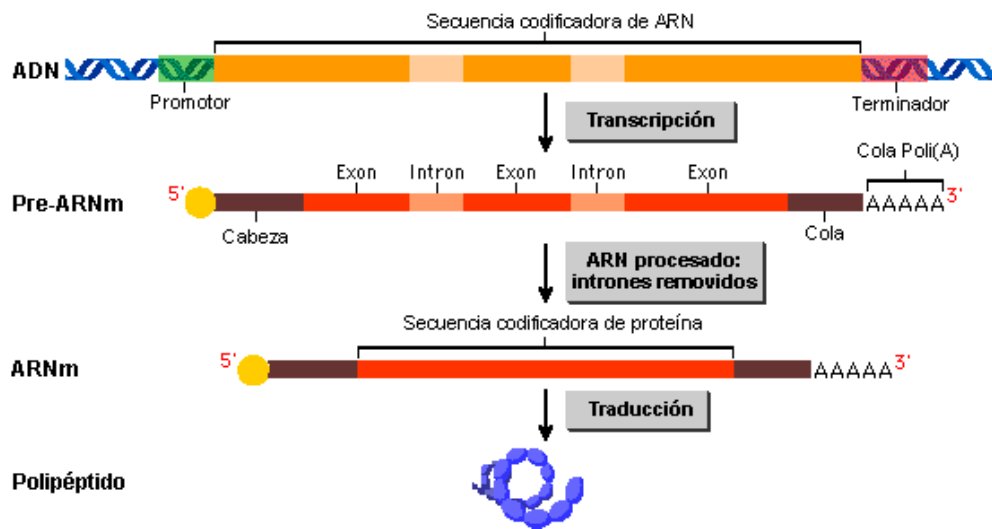 Secuencia codificadora de ARN
ADN
Promotor
Terminador
Transcripción
Cola Poli(A)
Exon Intron Exon Intron Exon
Pre-ARNm 5' AAAAA 3'
Cabeza
Cola
ARN procesado:
intrones removidos
Secuencia codificadora de proteína
ARNm 5' AAAAA 3'
Traducción
Polipéptido